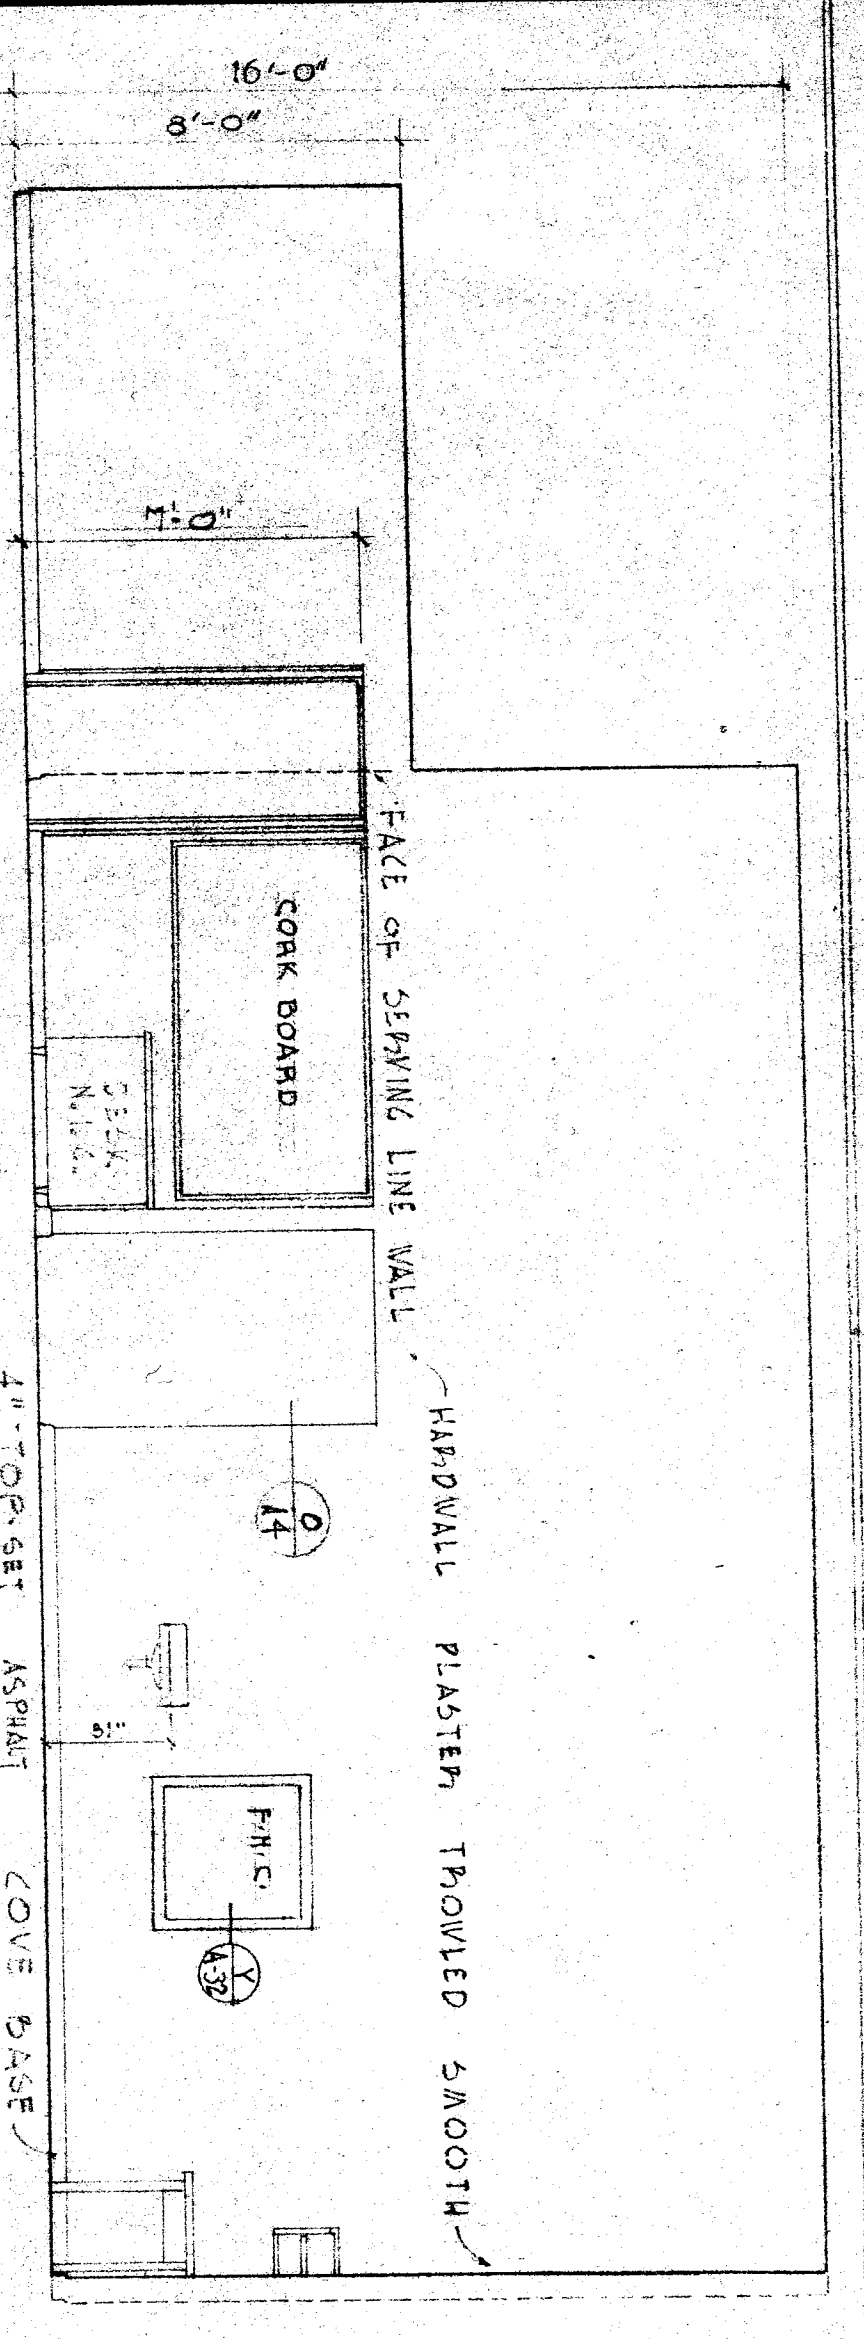 16'-0"
8'-0"
7'-0"
FACE OF SERVING LINE WALL
CORK BOARD
DESK
N.I.C.
HARDWALL PLASTER TROWLED SMOOTH
O
14
31"
F.H.C.
Y
A-32
4" TOP-SET ASPHALT COVE BASE